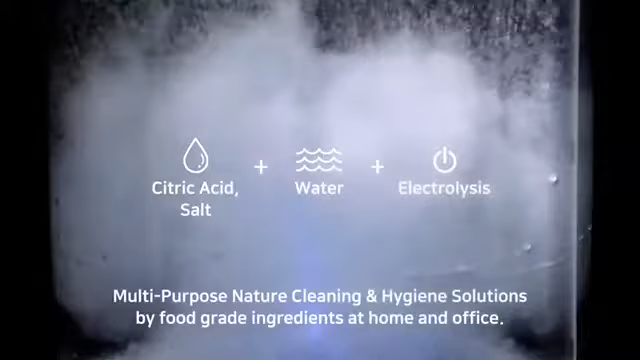 Citric Acid,
Salt
+
Water
+
Electrolysis
Multi-Purpose Nature Cleaning & Hygiene Solutions
by food grade ingredients at home and office.